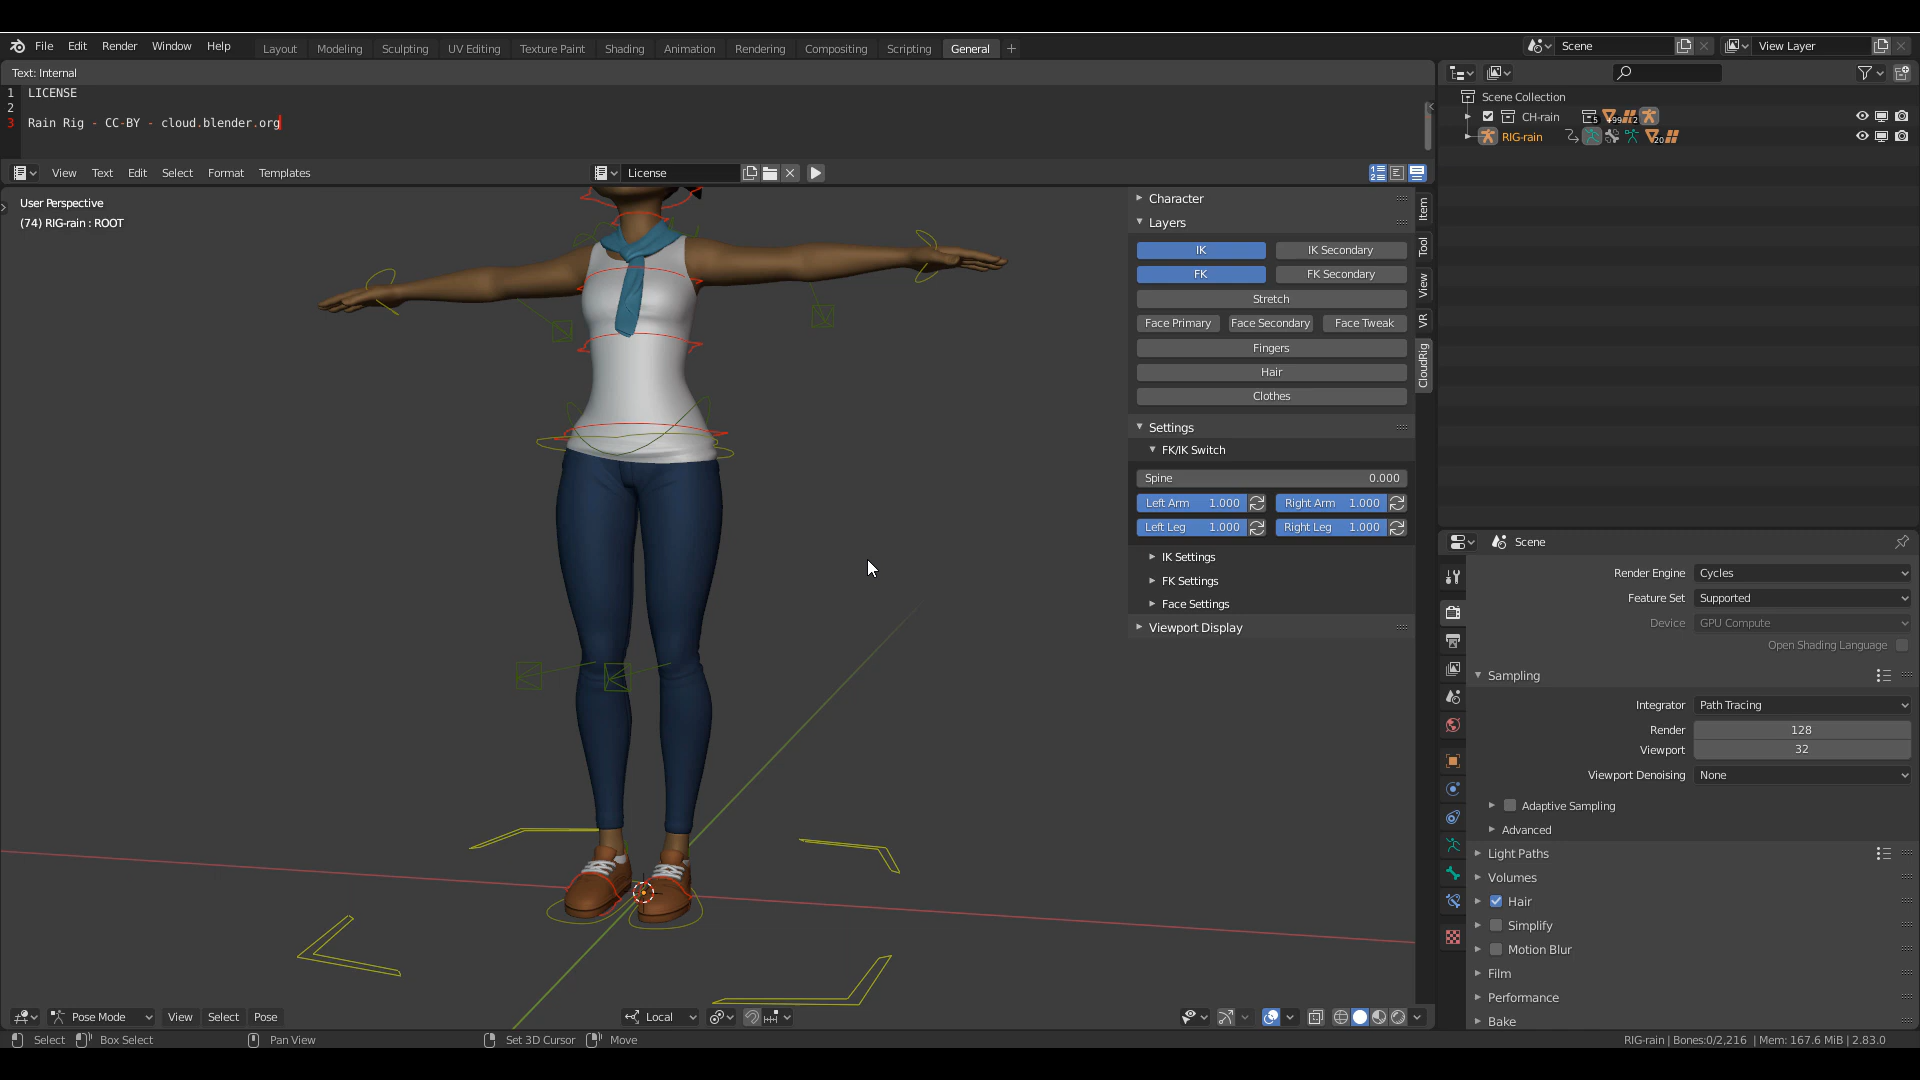 File Edit Render Window Help Layout Modeling Sculpting UV Editing Texture Paint Shading Animation Rendering Compositing Scripting General + Scene View Layer
Text: Internal
1 LICENSE
2
3 Rain Rig - CC-BY - cloud.blender.org
View Text Edit Select Format Templates License
User Perspective
(74) RIG-rain : ROOT
Character
Layers
IK IK Secondary
FK FK Secondary
Stretch
Face Primary Face Secondary Face Tweak
Fingers
Hair
Clothes
Settings
FK/IK Switch
Spine 0.000
Left Arm 1.000 Right Arm 1.000
Left Leg 1.000 Right Leg 1.000
IK Settings
FK Settings
Face Settings
Viewport Display
Item
Tool
View
VR
CloudRig
Scene Collection
CH-rain 5 +99 2
RIG-rain 20
Scene
Render Engine Cycles
Feature Set Supported
Device GPU Compute
Open Shading Language
Sampling
Integrator Path Tracing
Render 128
Viewport 32
Viewport Denoising None
Adaptive Sampling
Advanced
Light Paths
Volumes
Hair
Simplify
Motion Blur
Film
Performance
Bake
Pose Mode View Select Pose Local
Select Box Select Pan View Set 3D Cursor Move RIG-rain | Bones:0/2,216 | Mem: 167.6 MiB | 2.83.0